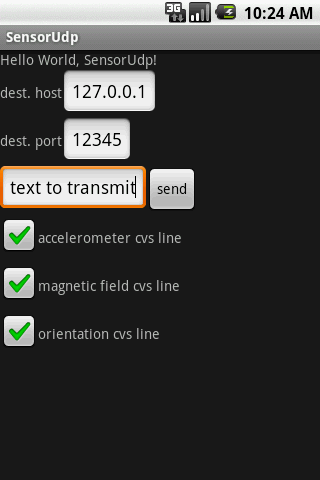 3G 10:24 AM
SensorUdp
Hello World, SensorUdp!
dest. host 127.0.0.1
dest. port 12345
text to transmit send
accelerometer cvs line
magnetic field cvs line
orientation cvs line